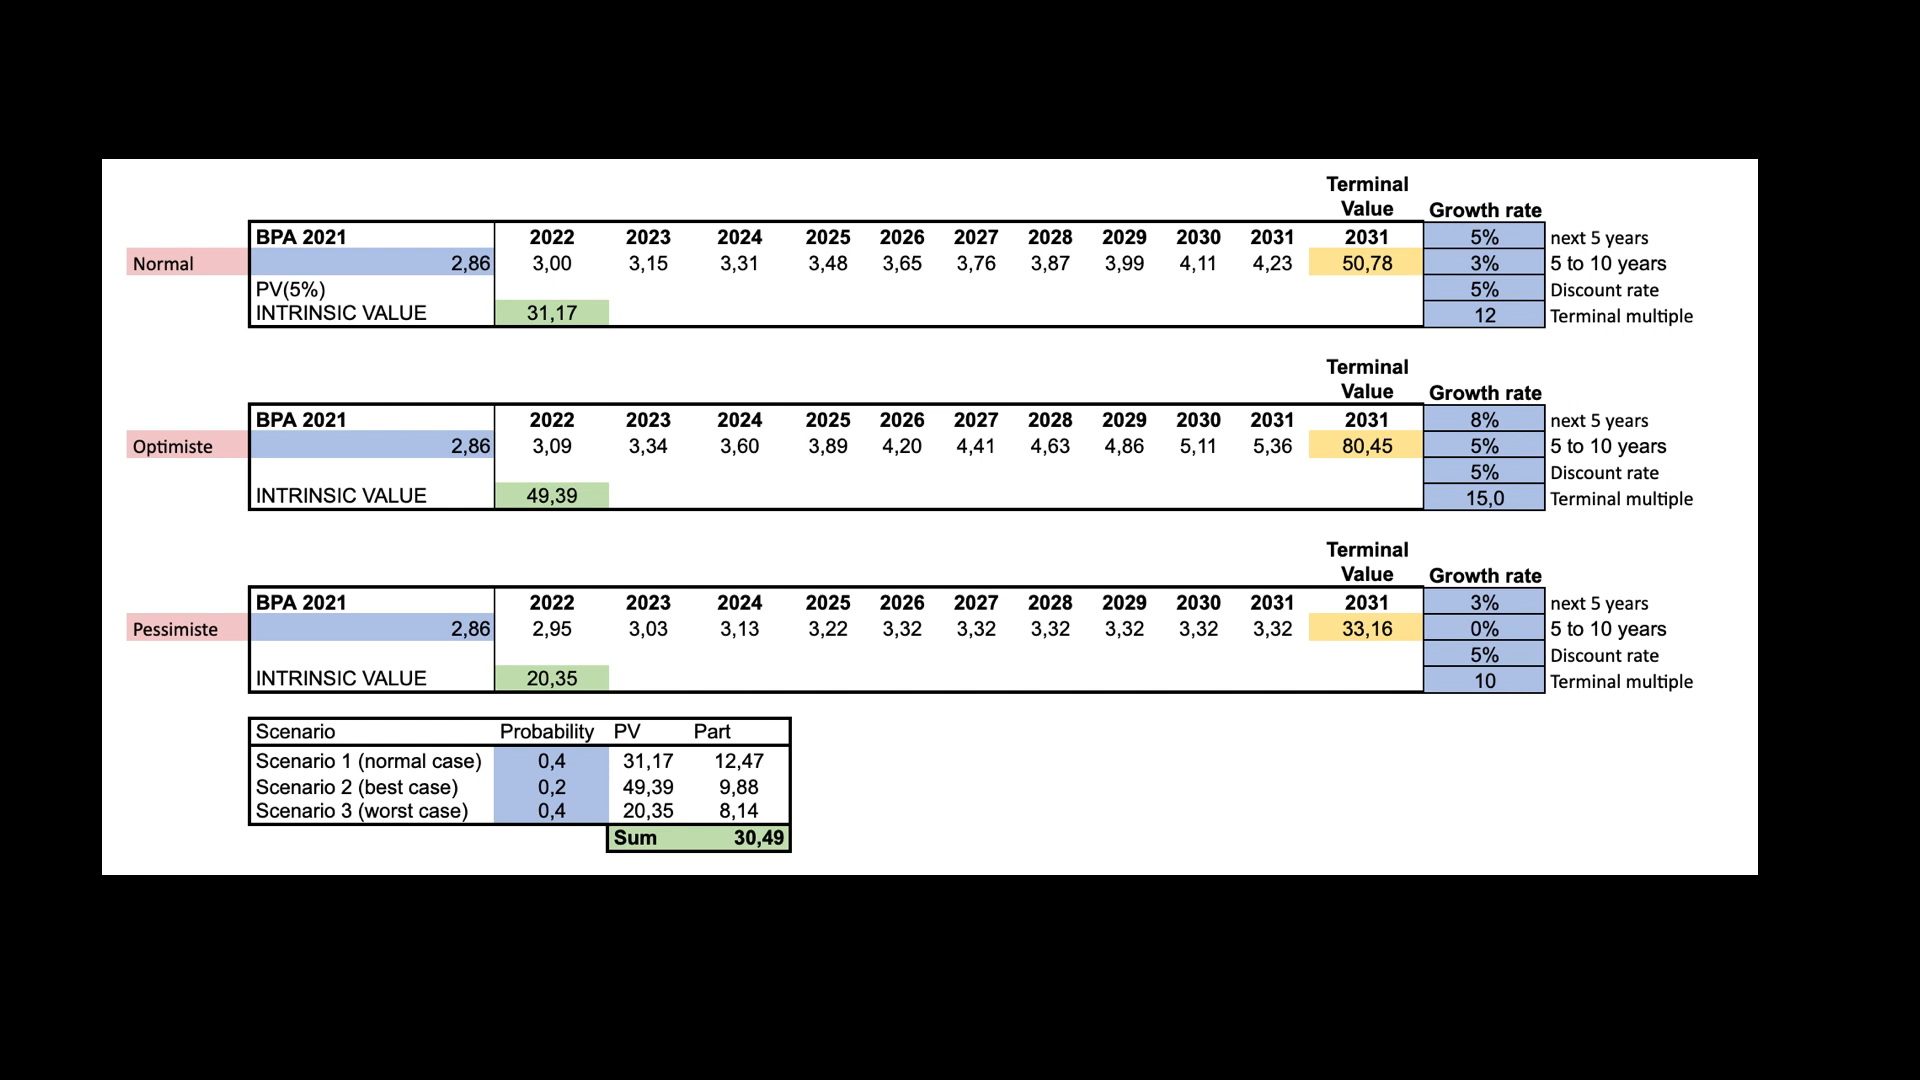 Terminal
Value Growth rate
BPA 2021 2022 2023 2024 2025 2026 2027 2028 2029 2030 2031 2031 5% next 5 years
Normal 2,86 3,00 3,15 3,31 3,48 3,65 3,76 3,87 3,99 4,11 4,23 50,78 3% 5 to 10 years
PV(5%) 5% Discount rate
INTRINSIC VALUE 31,17 12 Terminal multiple
Terminal
Value Growth rate
BPA 2021 2022 2023 2024 2025 2026 2027 2028 2029 2030 2031 2031 8% next 5 years
Optimiste 2,86 3,09 3,34 3,60 3,89 4,20 4,41 4,63 4,86 5,11 5,36 80,45 5% 5 to 10 years
5% Discount rate
INTRINSIC VALUE 49,39 15,0 Terminal multiple
Terminal
Value Growth rate
BPA 2021 2022 2023 2024 2025 2026 2027 2028 2029 2030 2031 2031 3% next 5 years
Pessimiste 2,86 2,95 3,03 3,13 3,22 3,32 3,32 3,32 3,32 3,32 3,32 33,16 0% 5 to 10 years
5% Discount rate
INTRINSIC VALUE 20,35 10 Terminal multiple
Scenario Probability PV Part
Scenario 1 (normal case) 0,4 31,17 12,47
Scenario 2 (best case) 0,2 49,39 9,88
Scenario 3 (worst case) 0,4 20,35 8,14
Sum 30,49